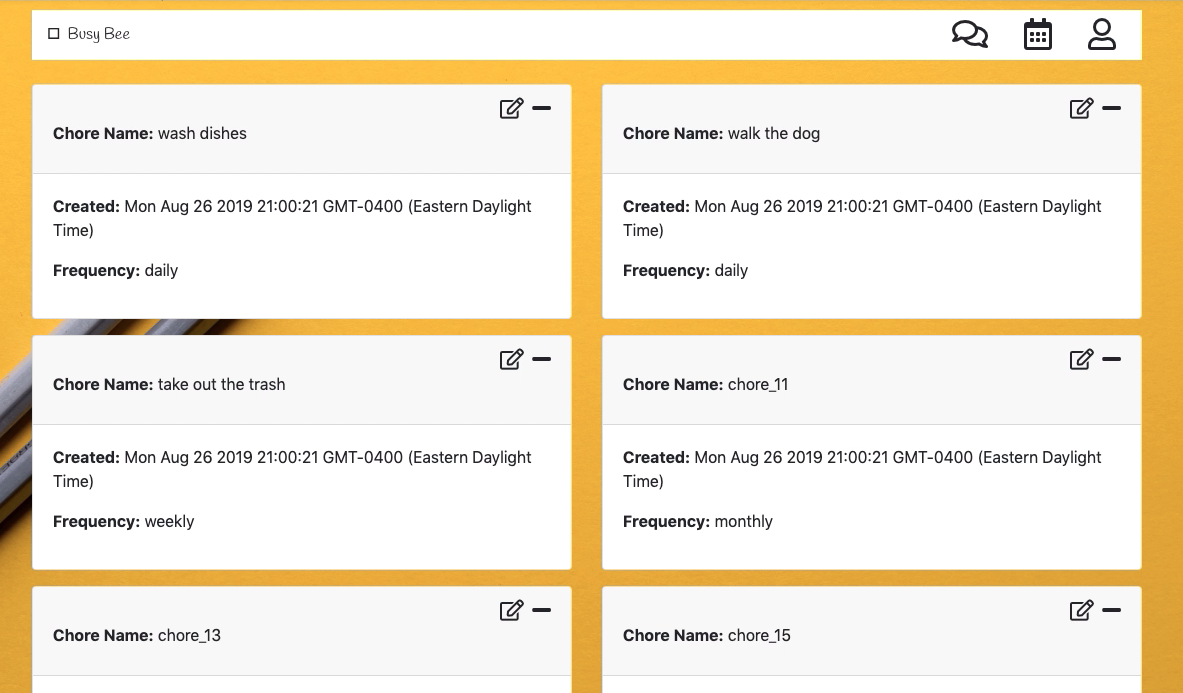 Busy Bee
Chore Name: wash dishes
Created: Mon Aug 26 2019 21:00:21 GMT-0400 (Eastern Daylight
Time)
Frequency: daily
Chore Name: walk the dog
Created: Mon Aug 26 2019 21:00:21 GMT-0400 (Eastern Daylight
Time)
Frequency: daily
Chore Name: take out the trash
Created: Mon Aug 26 2019 21:00:21 GMT-0400 (Eastern Daylight
Time)
Frequency: weekly
Chore Name: chore_11
Created: Mon Aug 26 2019 21:00:21 GMT-0400 (Eastern Daylight
Time)
Frequency: monthly
Chore Name: chore_13
Chore Name: chore_15